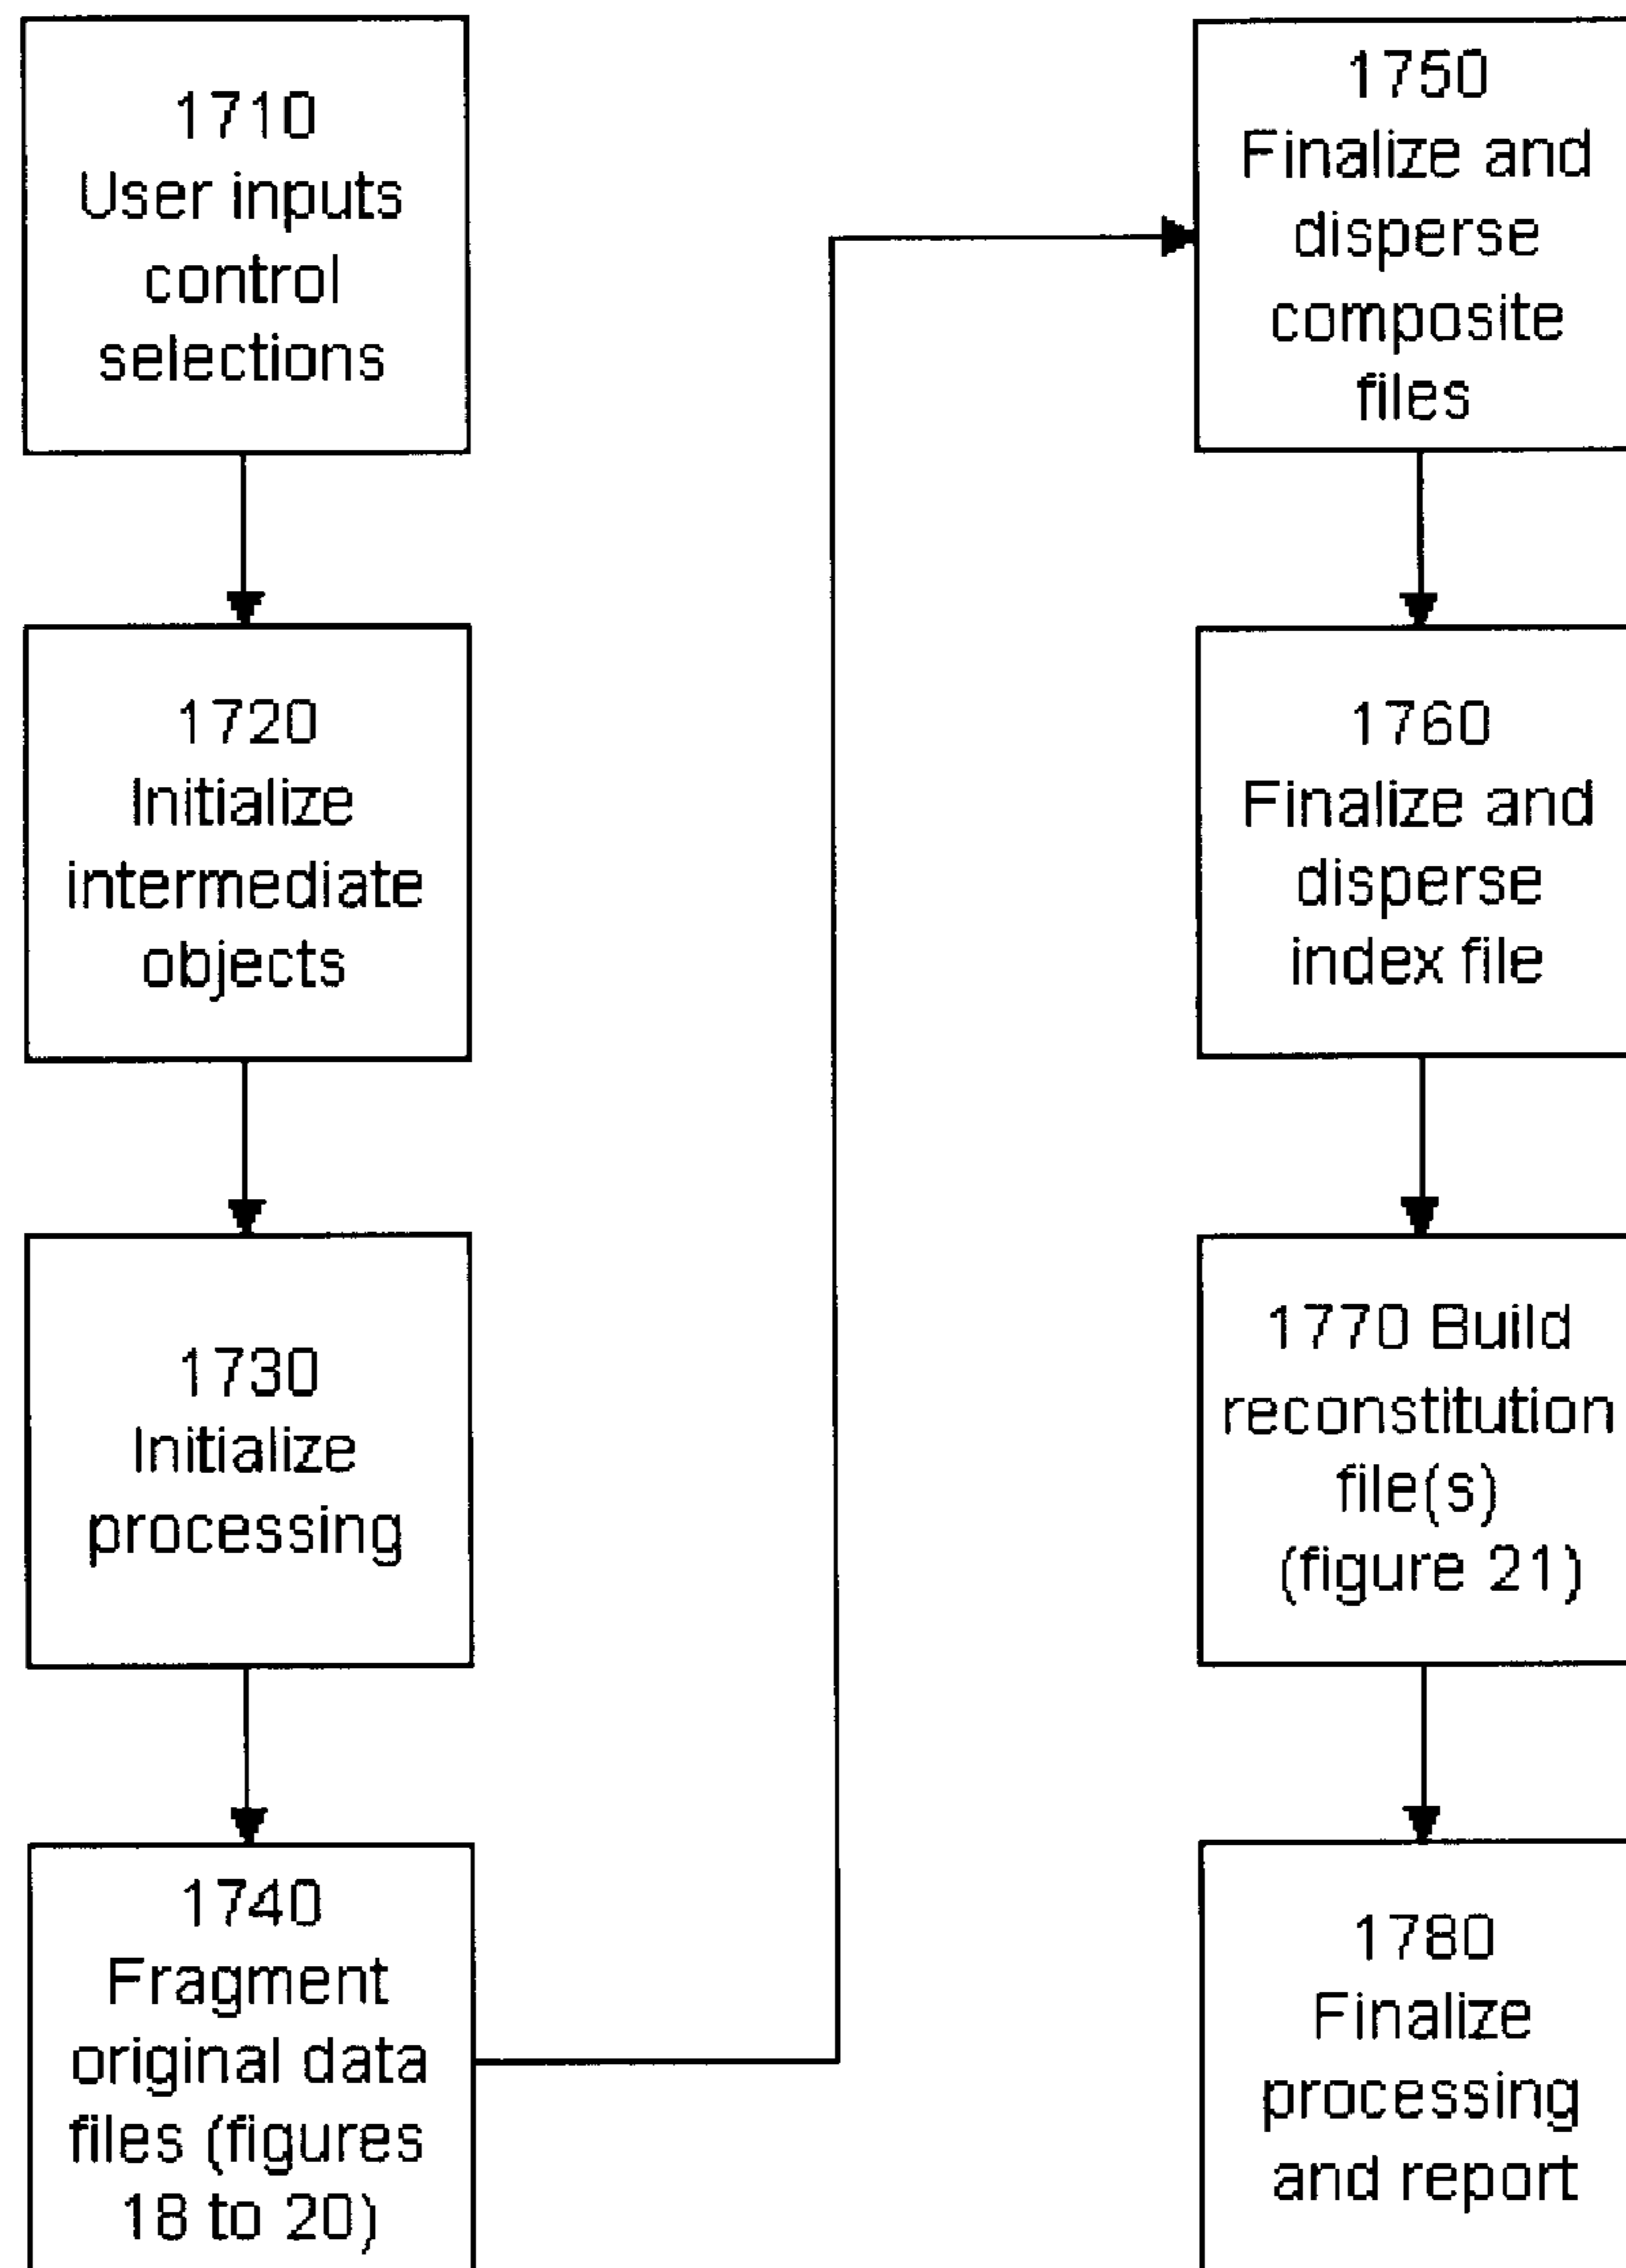 1710
User inputs
control
selections
1720
Initialize
intermediate
objects
1730
Initialize
processing
1740
Fragment
original data
files (figures
18 to 20)
1750
Finalize and
disperse
composite
files
1760
Finalize and
disperse
index file
1770 Build
reconstitution
file(s)
(figure 21)
1780
Finalize
processing
and report